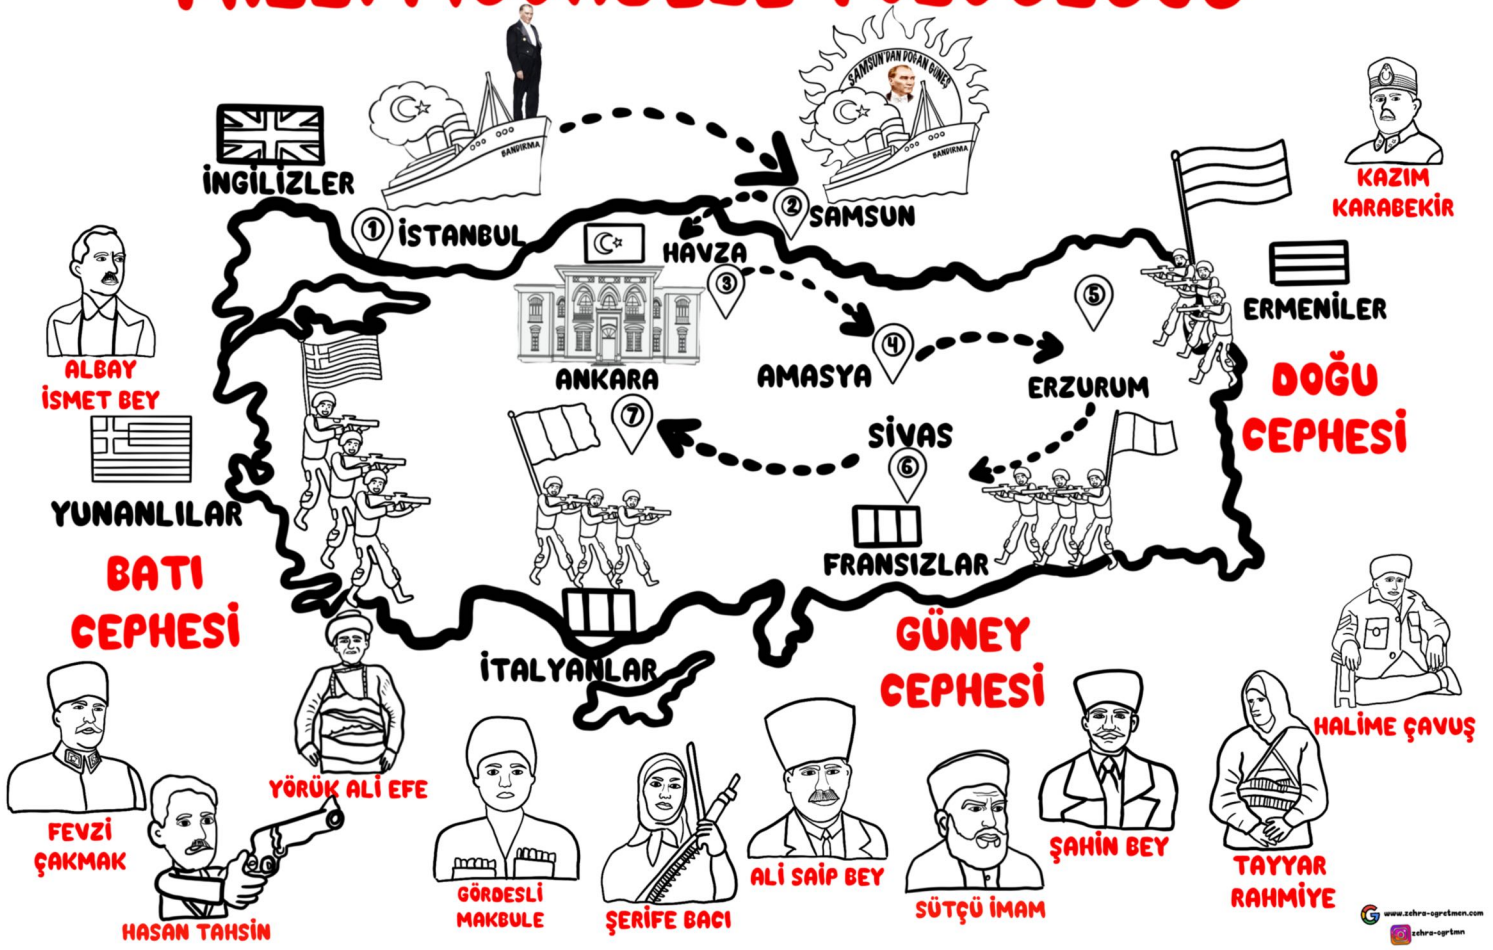 SAMSUN'DAN DOĞAN GÜNEŞ
BANDIRMA
BANDIRMA
İNGİLİZLER
KAZIM
KARABEKİR
1
İSTANBUL
2
SAMSUN
HAVZA
3
ERMENİLER
ALBAY
İSMET BEY
ANKARA
7
AMASYA
4
5
ERZURUM
DOĞU
CEPHESİ
SİVAS
6
YUNANLILAR
FRANSIZLAR
BATI
CEPHESİ
GÜNEY
CEPHESİ
İTALYANLAR
HALİME ÇAVUŞ
YÖRÜK ALİ EFE
FEVZİ
ÇAKMAK
HASAN TAHSİN
GÖRDESLİ
MAKBULE
ŞERİFE BACI
ALİ SAİP BEY
SÜTÇÜ İMAM
ŞAHİN BEY
TAYYAR
RAHMİYE
www.zehra-ogretmen.com
zehra-ogrtmn